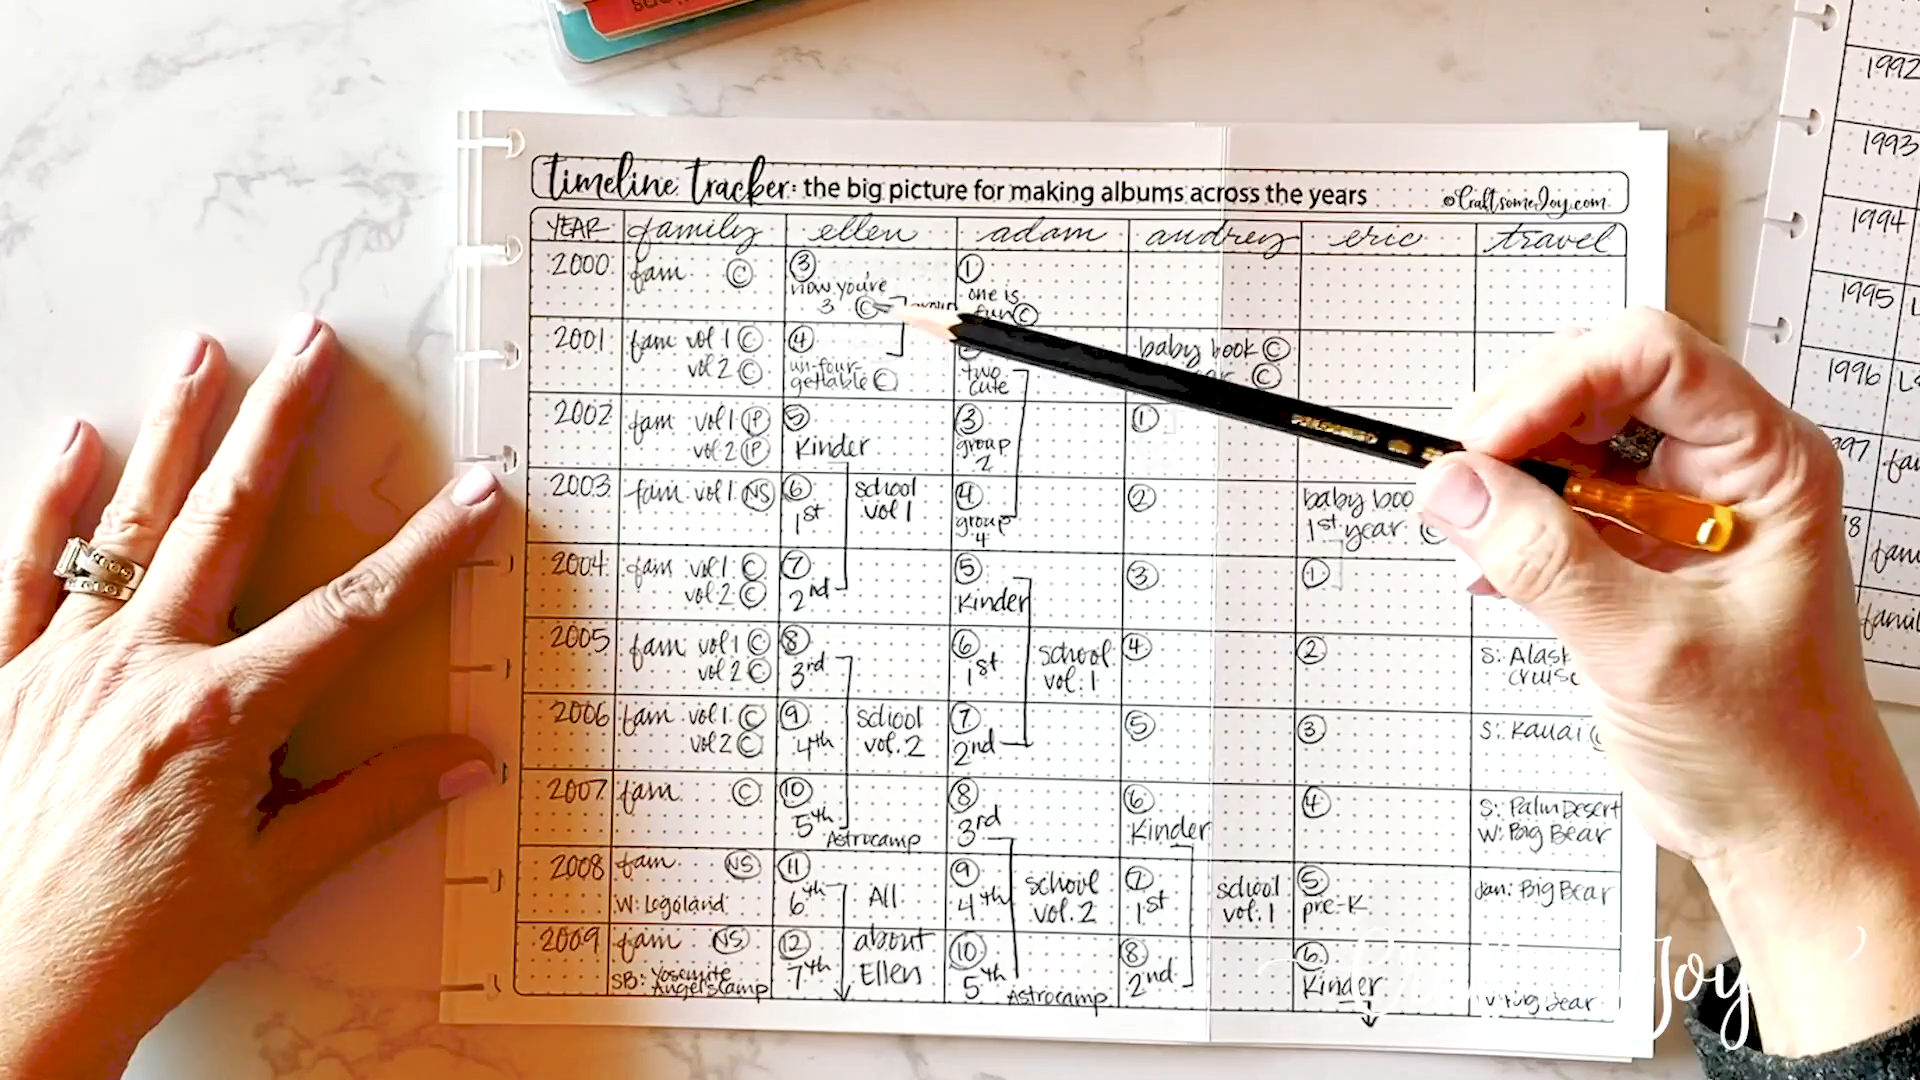 timeline tracker: the big picture for making albums across the years ©CraftsomeJoy.com
YEAR family ellen adam audrey eric travel
2000 fam Ⓒ ③ now you're 3 Ⓒ ① one is fun Ⓒ
2001 fam vol 1 Ⓒ vol 2 Ⓒ ④ un-four-gettable Ⓒ two cute baby book Ⓒ Ⓒ
2002 fam vol 1 Ⓟ vol 2 Ⓟ ⑤ Kinder ③ group 2 ①
2003 fam vol 1 NS ⑥ 1st school vol 1 ④ group 4 ② baby boo 1st year
2004 fam vol 1 Ⓒ vol 2 Ⓒ ⑦ 2nd ⑤ Kinder ③ ①
2005 fam vol 1 Ⓒ vol 2 Ⓒ ⑧ 3rd ⑥ 1st school vol. 1 ④ ② S: Alask cruise
2006 fam vol 1 Ⓒ vol 2 Ⓒ ⑨ 4th school vol. 2 ⑦ 2nd ⑤ ③ S: Kauai
2007 fam Ⓒ ⑩ 5th Astrocamp ⑧ 3rd ⑥ Kinder ④ S: Palm Desert W: Big Bear
2008 fam NS W: Logoland ⑪ 6th All ⑨ 4th school vol. 2 ⑦ 1st school vol. 1 ⑤ pre-K Jan: Big Bear
2009 fam NS SB: Yosemite Angels Camp ⑫ 7th about Ellen ⑩ 5th Astrocamp ⑧ 2nd ⑥ Kinder Big Bear
1992
1993
1994
1995 L
1996
997 fa
8 fam
famil
Joy